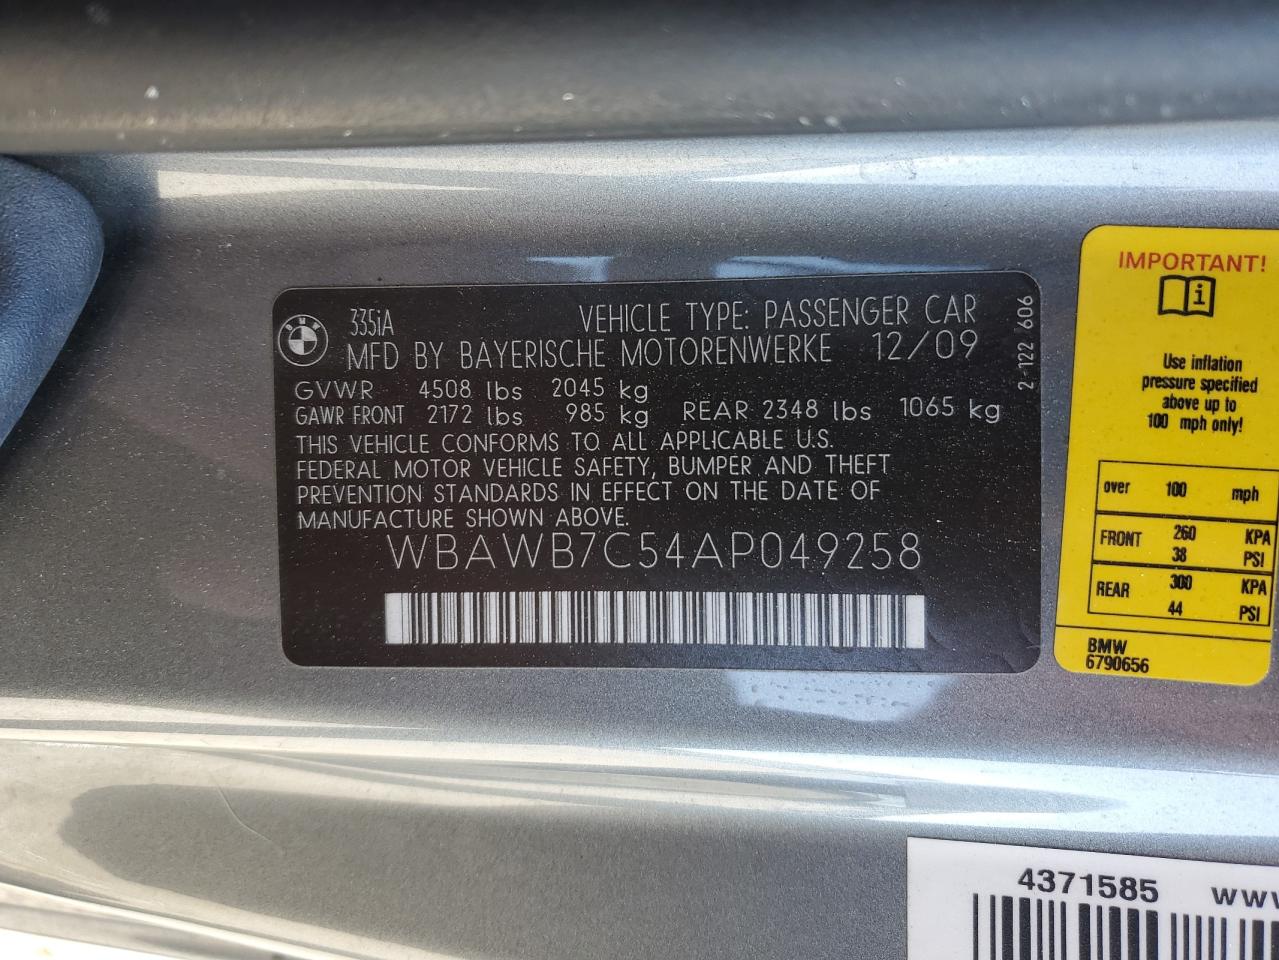 BMW
335iA VEHICLE TYPE: PASSENGER CAR
MFD BY BAYERISCHE MOTORENWERKE 12/09
GVWR 4508 lbs 2045 kg
GAWR FRONT 2172 lbs 985 kg REAR 2348 lbs 1065 kg
THIS VEHICLE CONFORMS TO ALL APPLICABLE U.S.
FEDERAL MOTOR VEHICLE SAFETY, BUMPER AND THEFT
PREVENTION STANDARDS IN EFFECT ON THE DATE OF
MANUFACTURE SHOWN ABOVE.
WBAWB7C54AP049258
2-122 606
IMPORTANT!
i
Use inflation
pressure specified
above up to
100 mph only!
over 100 mph
FRONT 260 KPA
38 PSI
REAR 300 KPA
44 PSI
BMW
6790656
4371585 WWW